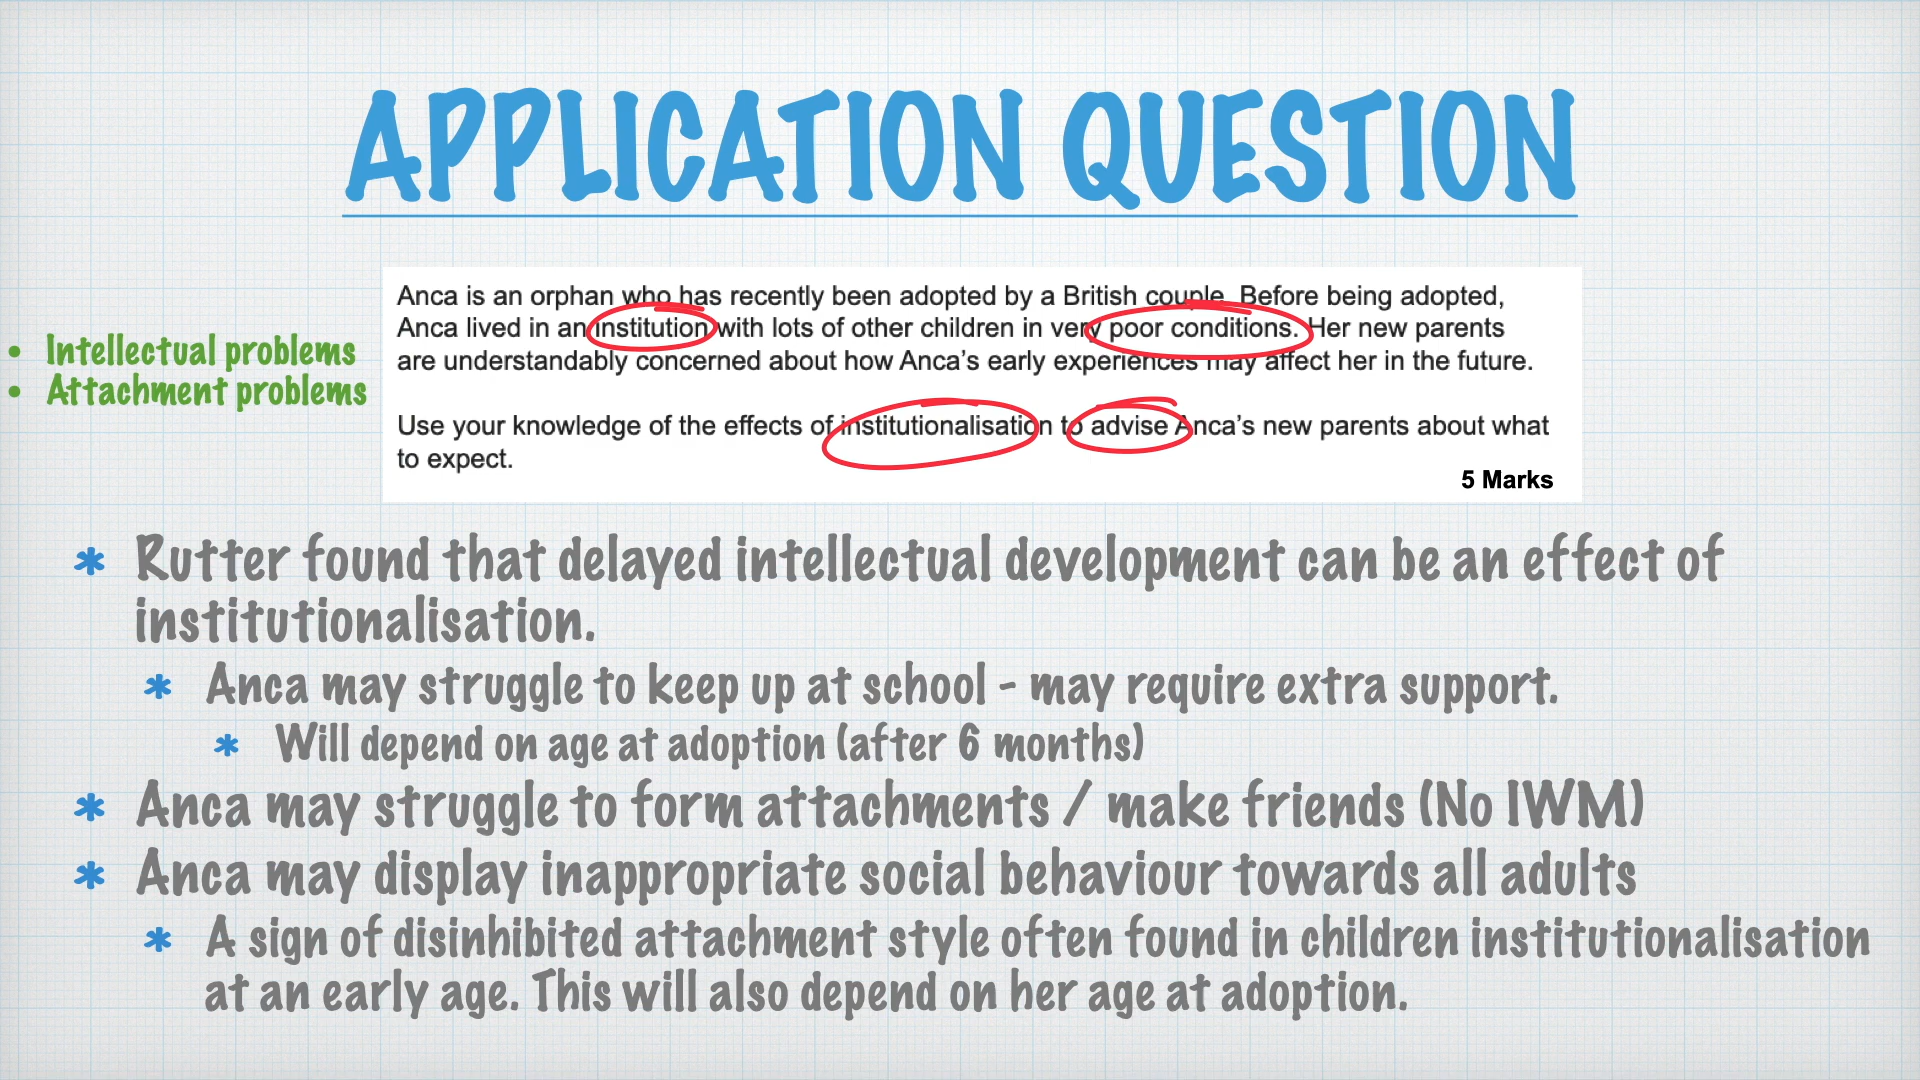 APPLICATION QUESTION
Anca is an orphan who has recently been adopted by a British couple. Before being adopted,
Anca lived in an institution with lots of other children in very poor conditions. Her new parents
are understandably concerned about how Anca's early experiences may affect her in the future.
Use your knowledge of the effects of institutionalisation to advise Anca's new parents about what
to expect.
5 Marks
• Intellectual problems
• Attachment problems
* Rutter found that delayed intellectual development can be an effect of
institutionalisation.
* Anca may struggle to keep up at school - may require extra support.
* Will depend on age at adoption (after 6 months)
* Anca may struggle to form attachments / make friends (No IWM)
* Anca may display inappropriate social behaviour towards all adults
* A sign of disinhibited attachment style often found in children institutionalisation
at an early age. This will also depend on her age at adoption.